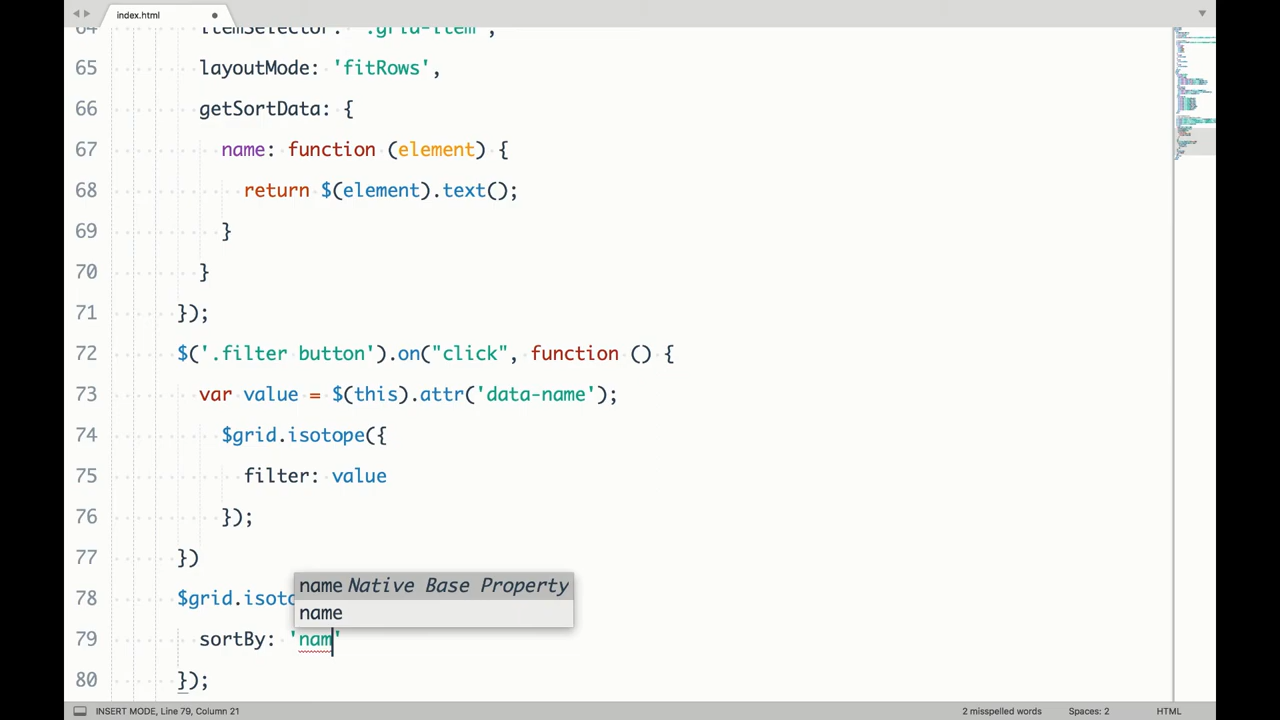 index.html
64 itemSelector: '.grid-item',
65 layoutMode: 'fitRows',
66 getSortData: {
67 name: function (element) {
68 return $(element).text();
69 }
70 }
71 });
72 $('.filter button').on("click", function () {
73 var value = $(this).attr('data-name');
74 $grid.isotope({
75 filter: value
76 });
77 })
name Native Base Property
78 $grid.isoto
name
79 sortBy: 'nam'
80 });
INSERT MODE, Line 79, Column 21
2 misspelled words
Spaces: 2
HTML